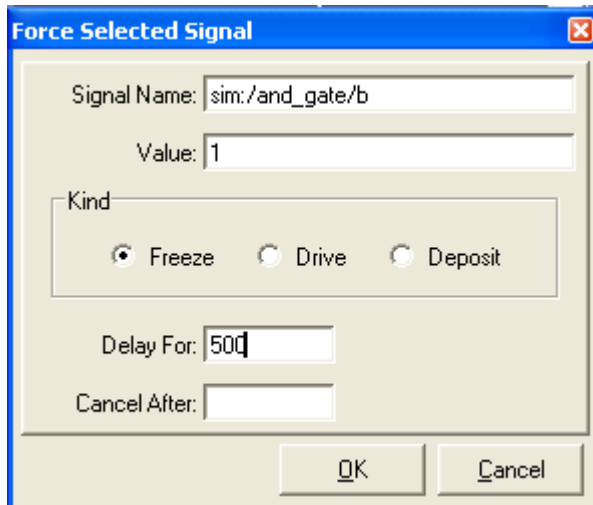 Force Selected Signal
Signal Name: sim:/and_gate/b
Value: 1
Kind
Freeze Drive Deposit
Delay For: 500
Cancel After:
OK Cancel